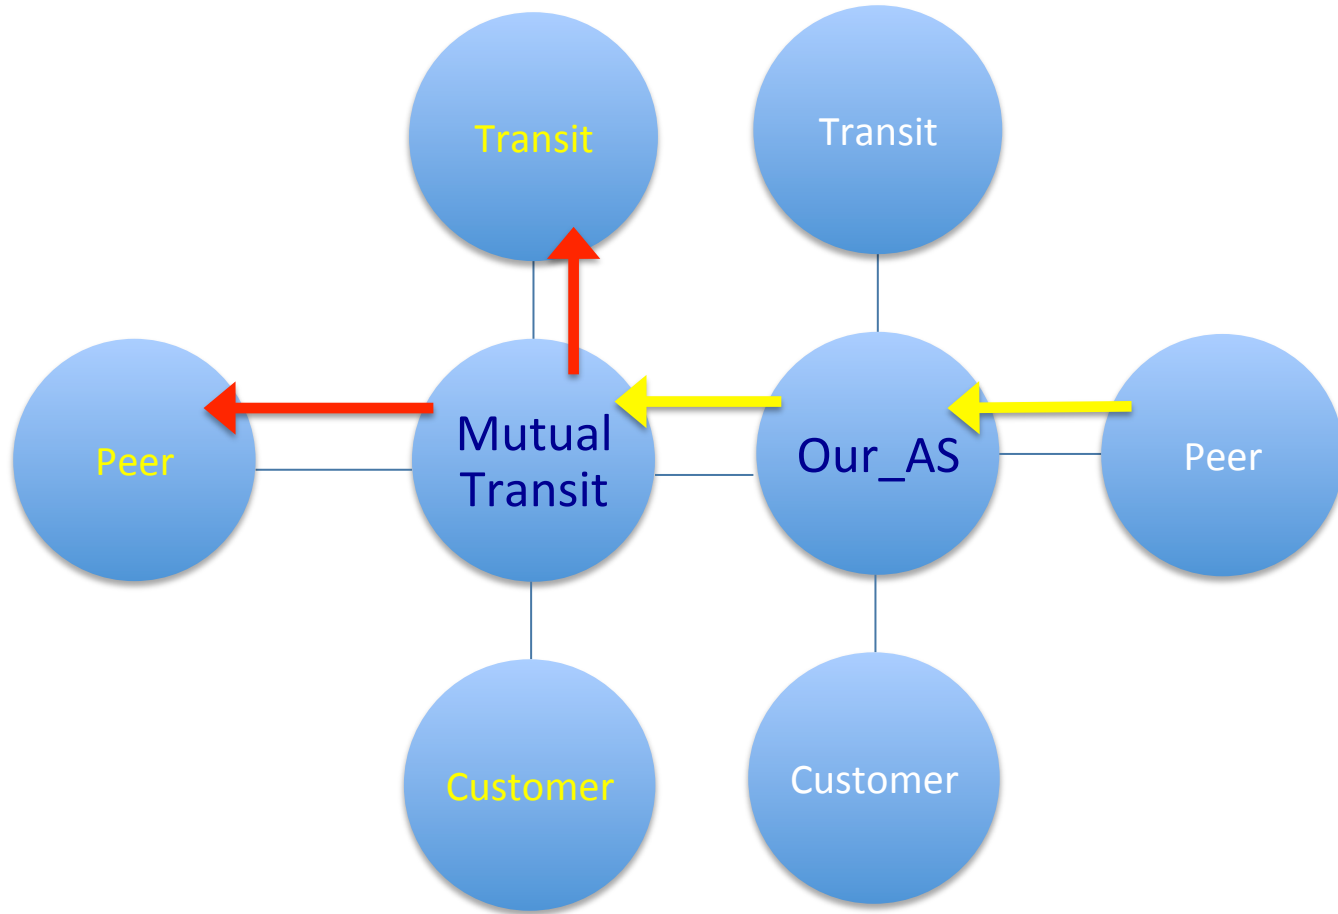 Transit
Transit
Peer
Mutual
Transit
Our_AS
Peer
Customer
Customer